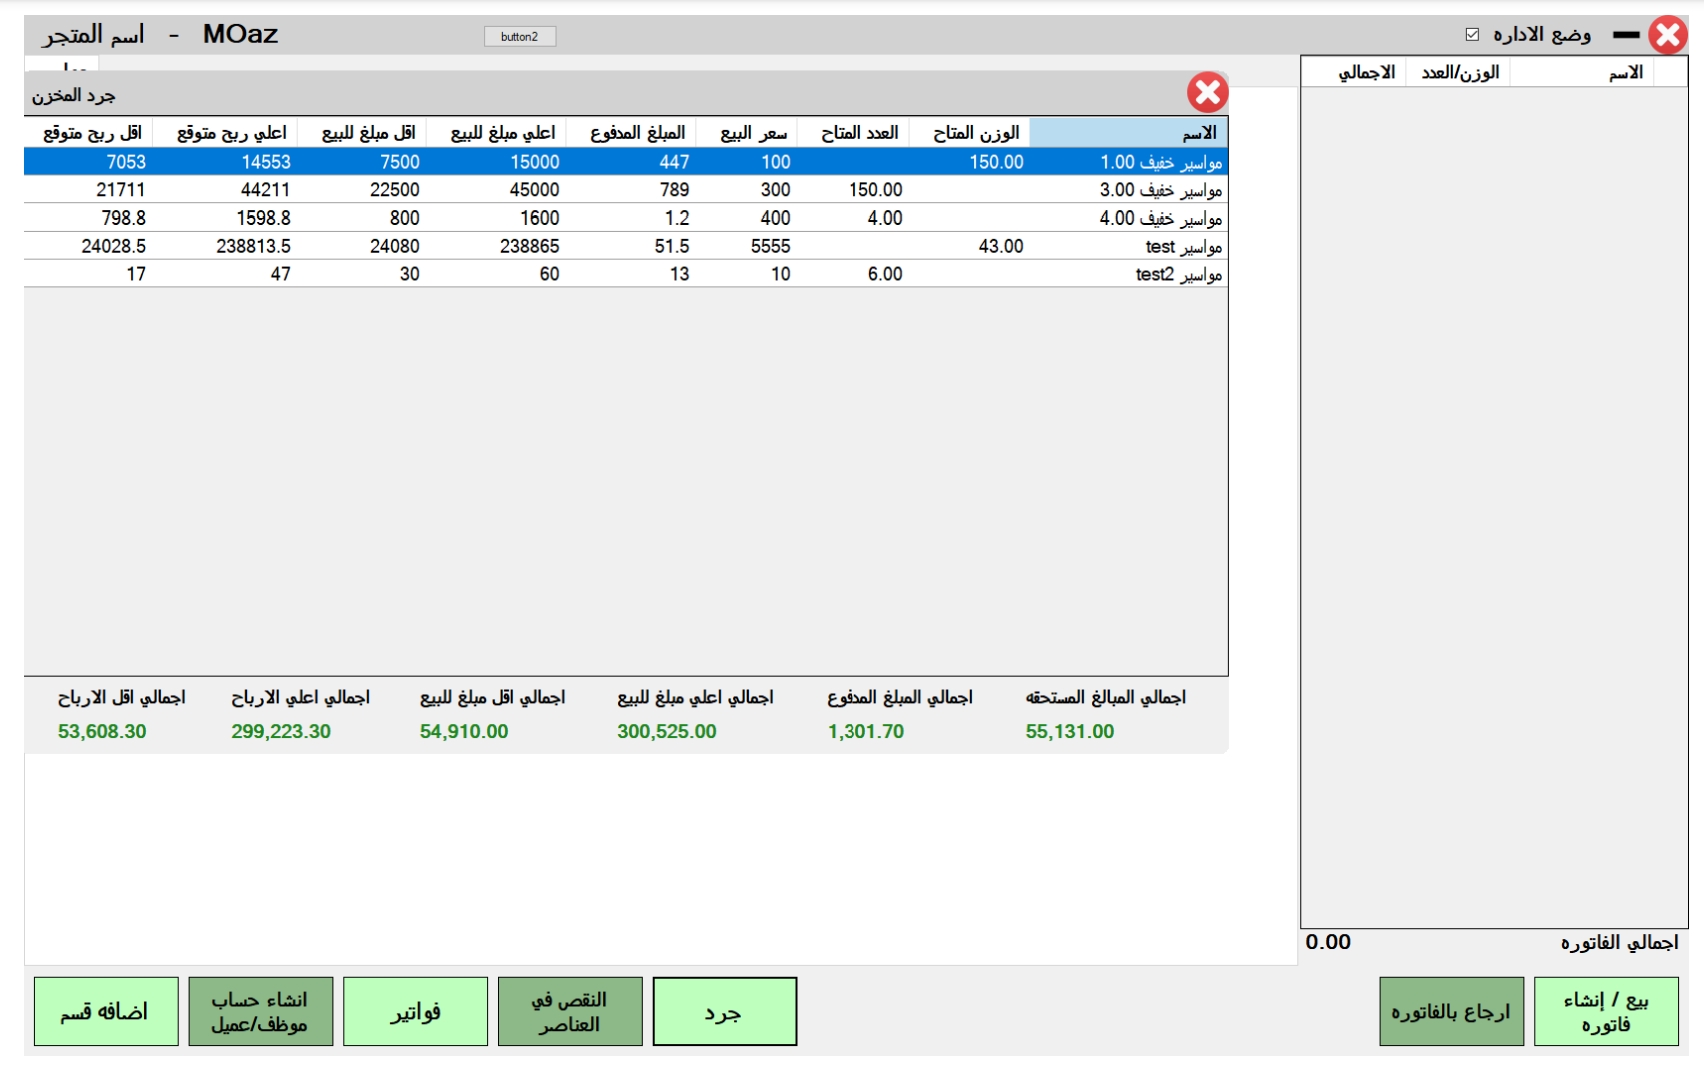 اسم المتجر - MOaz
button2
وضع الاداره
جرد المخزن
الاسم الوزن المتاح العدد المتاح سعر البيع المبلغ المدفوع اعلي مبلغ للبيع اقل مبلغ للبيع اعلي ربح متوقع اقل ربح متوقع
مواسير خفيف 1.00 150.00 100 447 15000 7500 14553 7053
مواسير خفيف 3.00 150.00 300 789 45000 22500 44211 21711
مواسير خفيف 4.00 4.00 400 1.2 1600 800 1598.8 798.8
مواسير test 43.00 5555 51.5 238865 24080 238813.5 24028.5
مواسير test2 6.00 10 13 60 30 47 17
اجمالي المبالغ المستحقه اجمالي المبلغ المدفوع اجمالي اعلي مبلغ للبيع اجمالي اقل مبلغ للبيع اجمالي اعلي الارباح اجمالي اقل الارباح
55,131.00 1,301.70 300,525.00 54,910.00 299,223.30 53,608.30
الاسم الوزن/العدد الاجمالي
اجمالي الفاتوره 0.00
بيع / إنشاء
فاتوره
ارجاع بالفاتوره
جرد
النقص في
العناصر
فواتير
انشاء حساب
موظف/عميل
اضافه قسم